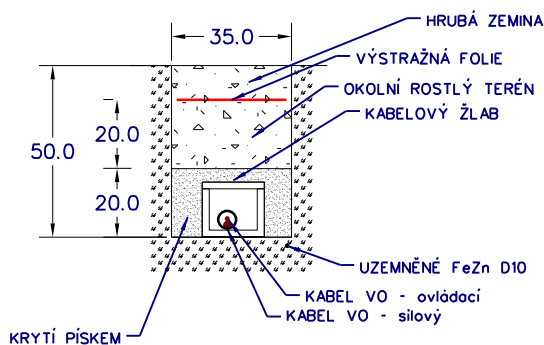 HRUBÁ ZEMINA
35.0
VÝSTRAŽNÁ FOLIE
OKOLNÍ ROSTLÝ TERÉN
KABELOVÝ ŽLAB
20.0
50.0
20.0
UZEMNĚNÉ FeZn D10
KABEL VO - ovládací
KABEL VO - silový
KRYTÍ PÍSKEM